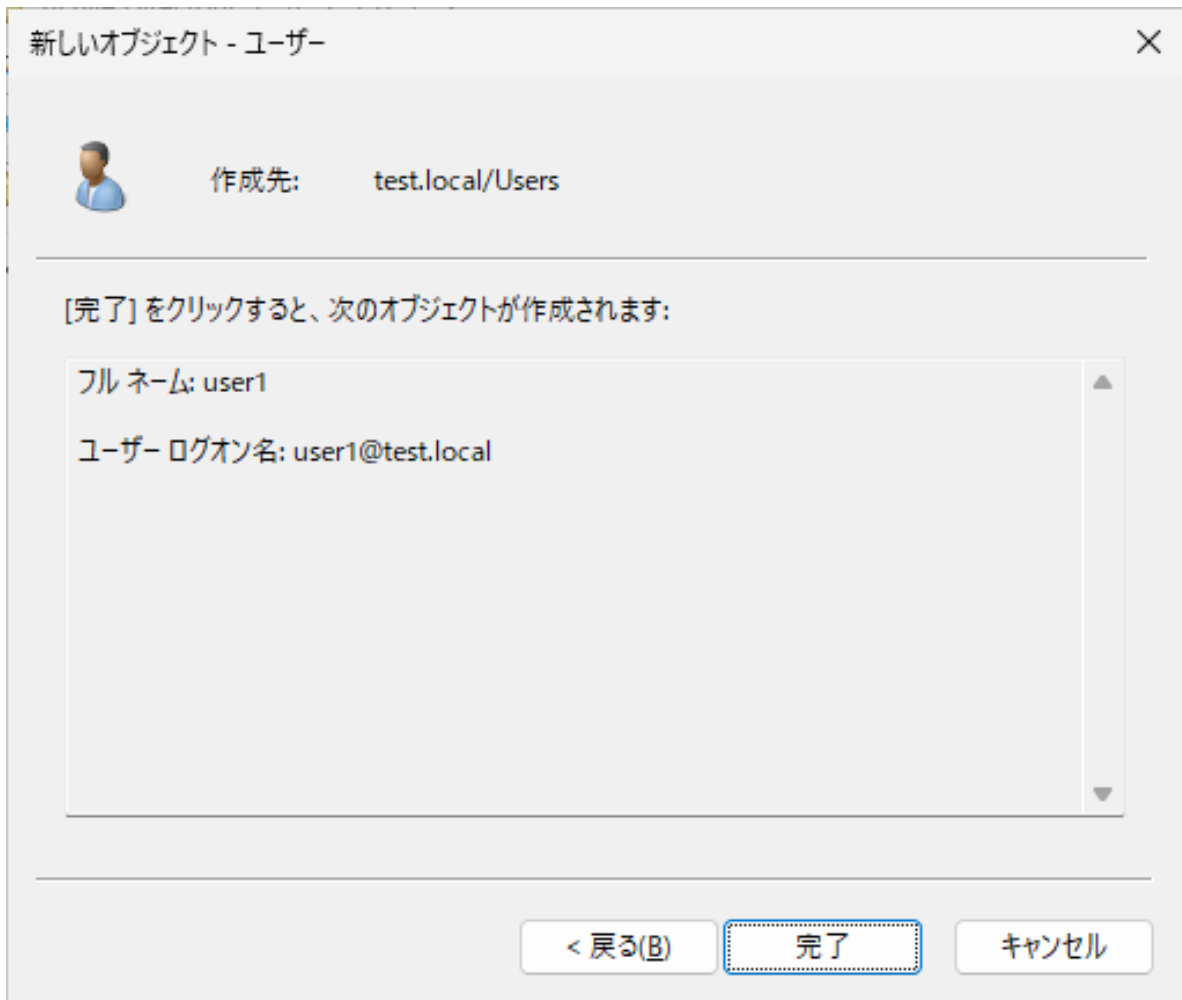 新しいオブジェクト - ユーザー
作成先: test.local/Users
[完了] をクリックすると、次のオブジェクトが作成されます:
フル ネーム: user1
ユーザー ログオン名: user1@test.local
< 戻る(B)
完了
キャンセル